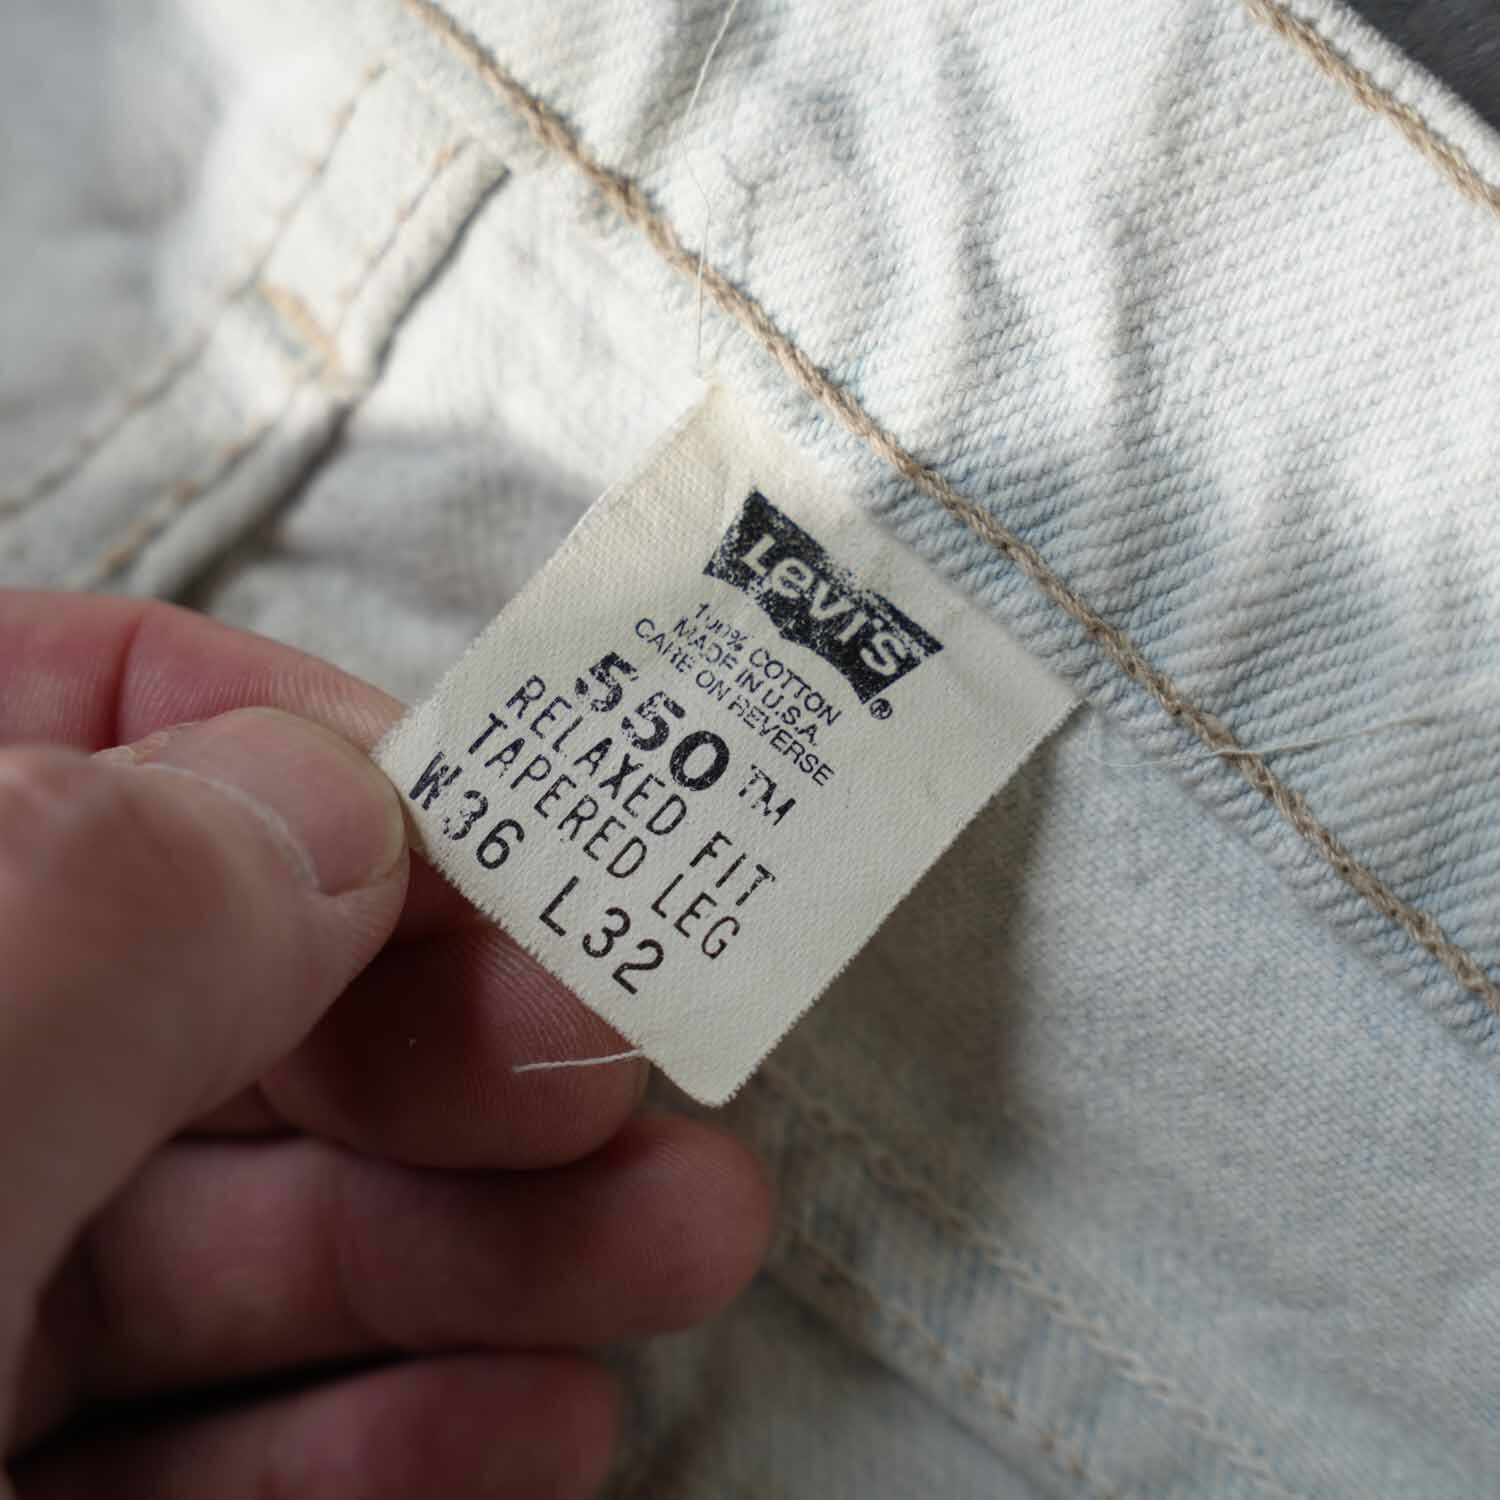 Levi's®
100% COTTON
MADE IN U.S.A.
CARE ON REVERSE
550™
RELAXED FIT
TAPERED LEG
W36 L32